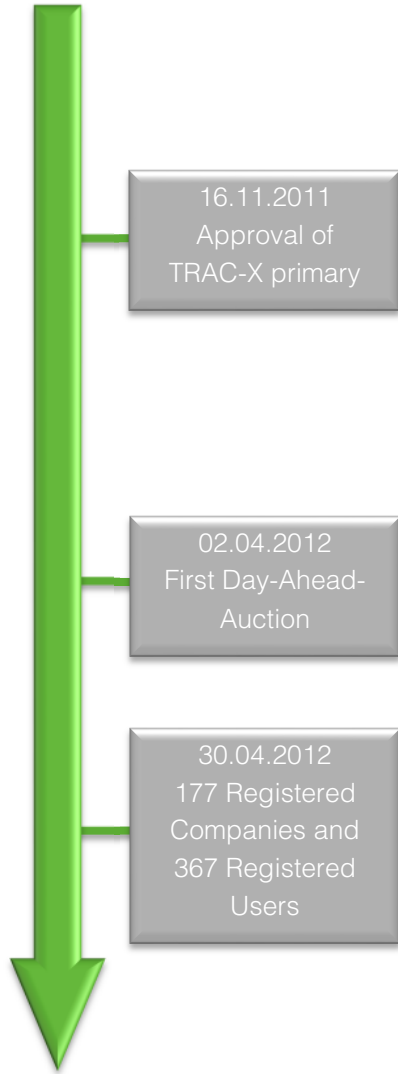 16.11.2011
Approval of
TRAC-X primary
02.04.2012
First Day-Ahead-
Auction
30.04.2012
177 Registered
Companies and
367 Registered
Users